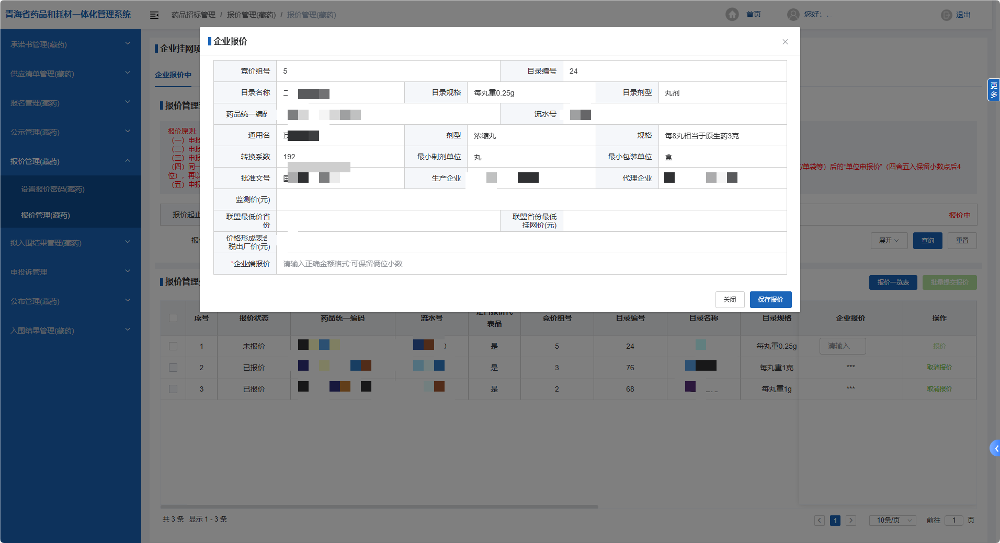 青海省药品和耗材一体化管理系统
药品招标管理 / 报价管理(藏药) / 报价管理(藏药)
首页
您好：
退出
承诺书管理(藏药)
供应清单管理(藏药)
报名管理(藏药)
公示管理(藏药)
报价管理(藏药)
设置报价密码(藏药)
报价管理(藏药)
拟入围结果管理(藏药)
申投诉管理
公布管理(藏药)
入围结果管理(藏药)
更多
企业挂网项
企业报价中
报价管理
报价原则:
（一）申报
（二）申报
（三）申报
（四）同一
/单袋等）后的“单位申报价”（四舍五入保留小数点后4
位），再以
（五）申报
报价起止
报价中
报价
展开
查询
重置
报价管理
报价一览表
批量提交报价
企业报价
竞价组号 5 目录编号 24
目录名称 二 目录规格 每丸重0.25g 目录剂型 丸剂
药品统一编码 流水号
通用名 剂型 浓缩丸 规格 每8丸相当于原生药3克
转换系数 192 最小制剂单位 丸 最小包装单位 盒
批准文号 国 生产企业 代理企业
监测价(元)
联盟最低价省份 联盟省份最低挂网价(元)
价格形成表含税出厂价(元)
*企业端报价 请输入正确金额格式:可保留俩位小数
关闭
保存报价
序号 报价状态 药品统一编码 流水号 是否报价代表品 竞价组号 目录编号 目录名称 目录规格 企业报价 操作
1 未报价 是 5 24 每丸重0.25g 请输入 报价
2 已报价 是 3 76 每丸重1克 *** 取消报价
3 已报价 是 2 68 每丸重1g *** 取消报价
共 3 条 显示 1 - 3 条
1
10条/页
前往 1 页